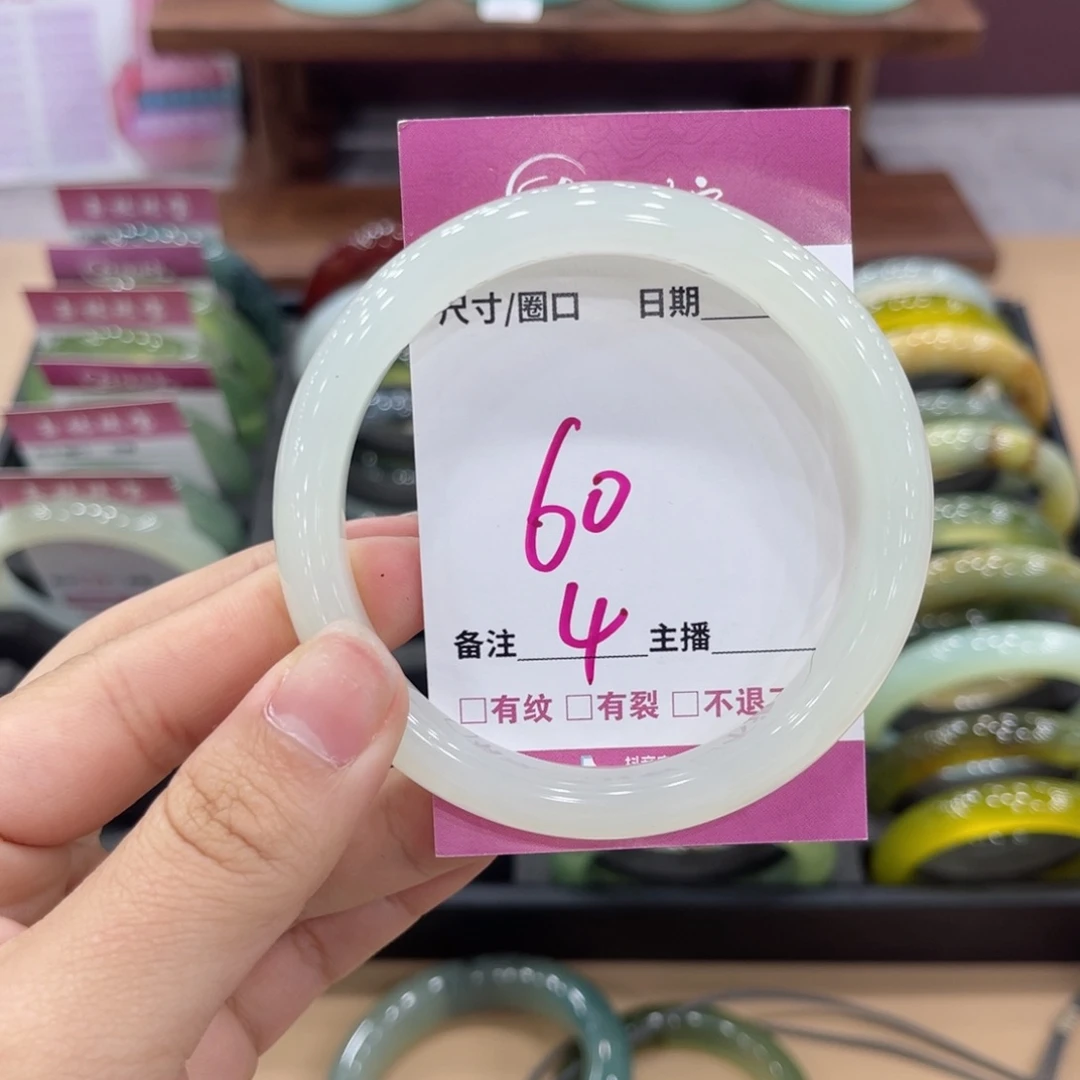 尺寸/圈口 日期
60
4
备注 主播
□有纹 □有裂 □不退